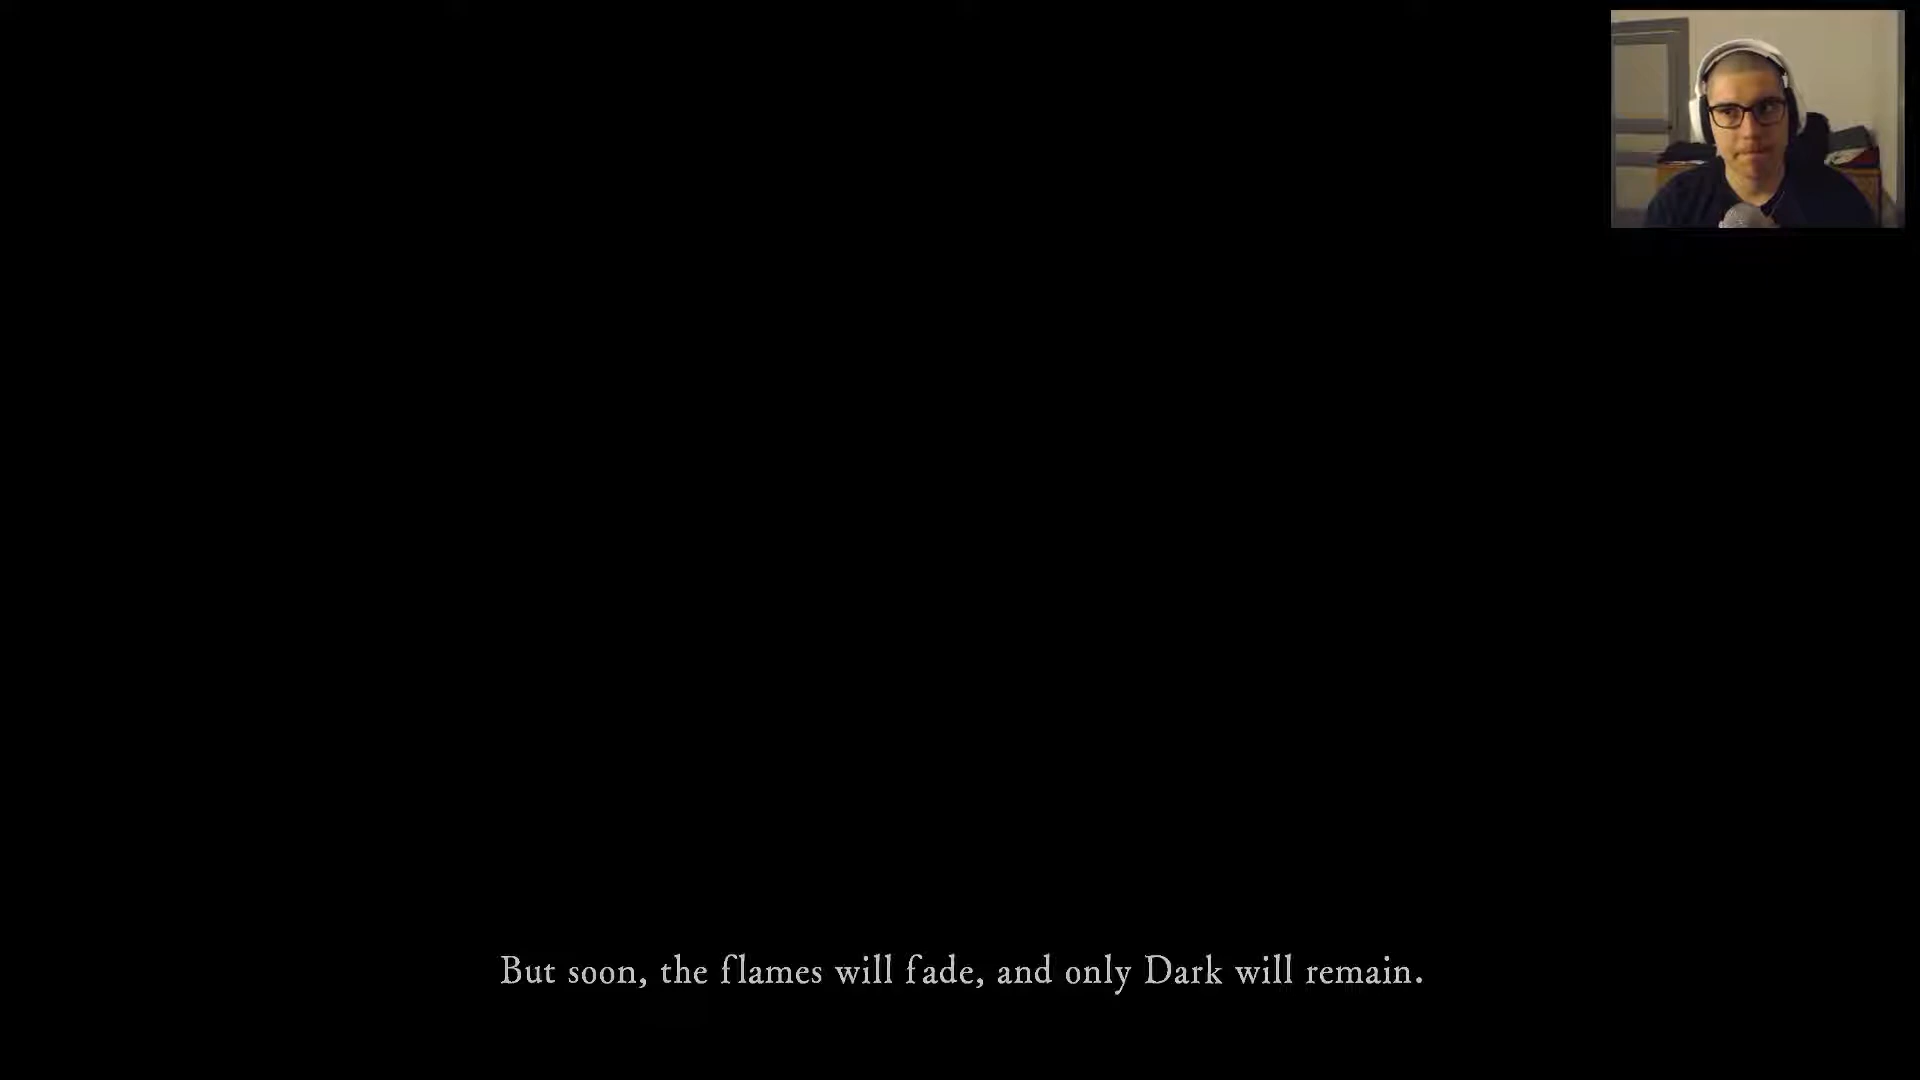 But soon, the flames will fade, and only Dark will remain.